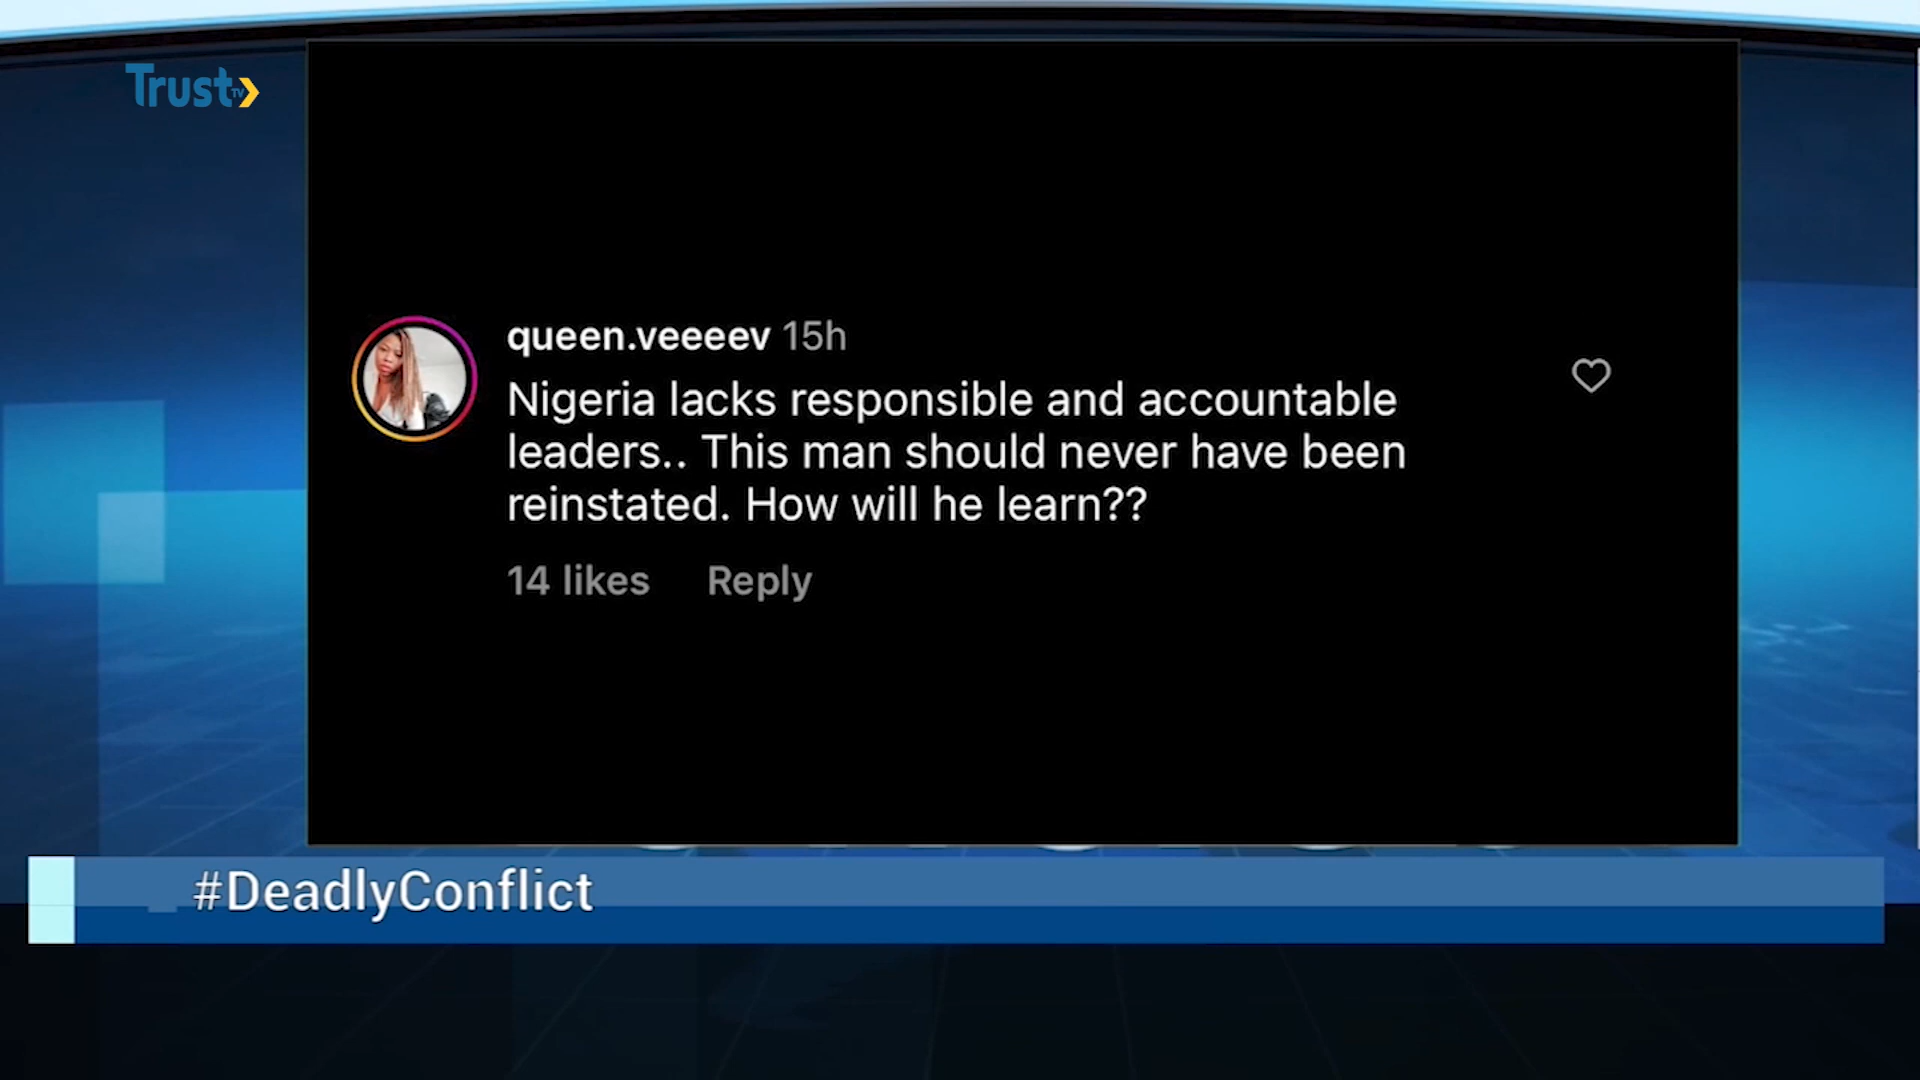 Trust TV
queen.veeeev 15h
Nigeria lacks responsible and accountable
leaders.. This man should never have been
reinstated. How will he learn??
14 likes Reply
#DeadlyConflict